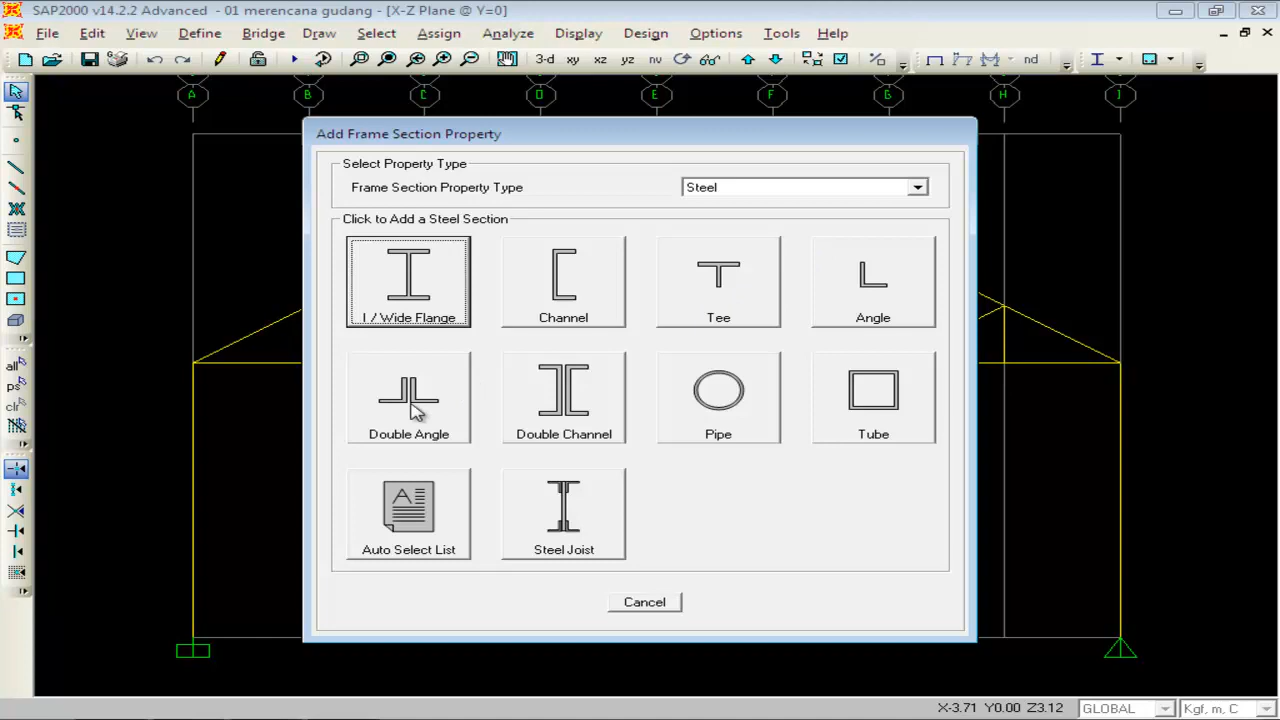 SAP2000 v14.2.2 Advanced - 01 merencana gudang - [X-Z Plane @ Y=0]
File Edit View Define Bridge Draw Select Assign Analyze Display Design Options Tools Help
3-d xy xz yz nv nd
A B C D E F G H I
Add Frame Section Property
Select Property Type
Frame Section Property Type Steel
Click to Add a Steel Section
I / Wide Flange Channel Tee Angle
all
ps
clr
Double Angle Double Channel Pipe Tube
Auto Select List Steel Joist
Cancel
X-3.71 Y0.00 Z3.12 GLOBAL Kgf, m, C